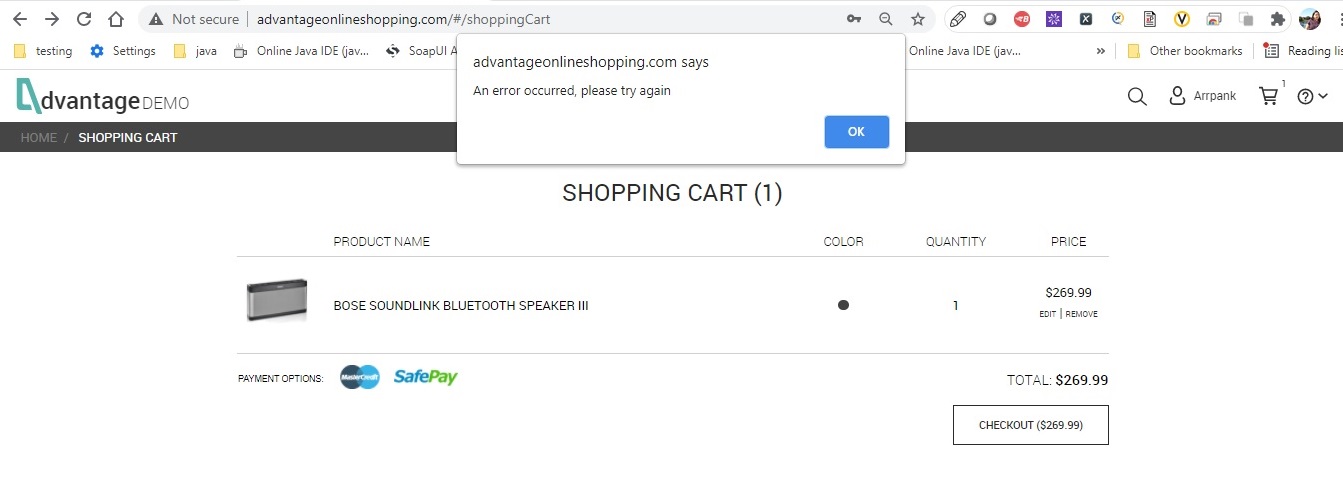 Not secure | advantageonlineshopping.com/#/shoppingCart
testing Settings java Online Java IDE (jav... SoapUI A Online Java IDE (jav... » Other bookmarks Reading lis
advantageonlineshopping.com says
An error occurred, please try again
OK
dvantage DEMO
Arrpank 1
HOME / SHOPPING CART
SHOPPING CART (1)
PRODUCT NAME COLOR QUANTITY PRICE
BOSE SOUNDLINK BLUETOOTH SPEAKER III 1 $269.99
EDIT | REMOVE
PAYMENT OPTIONS: MasterCredit SafePay TOTAL: $269.99
CHECKOUT ($269.99)